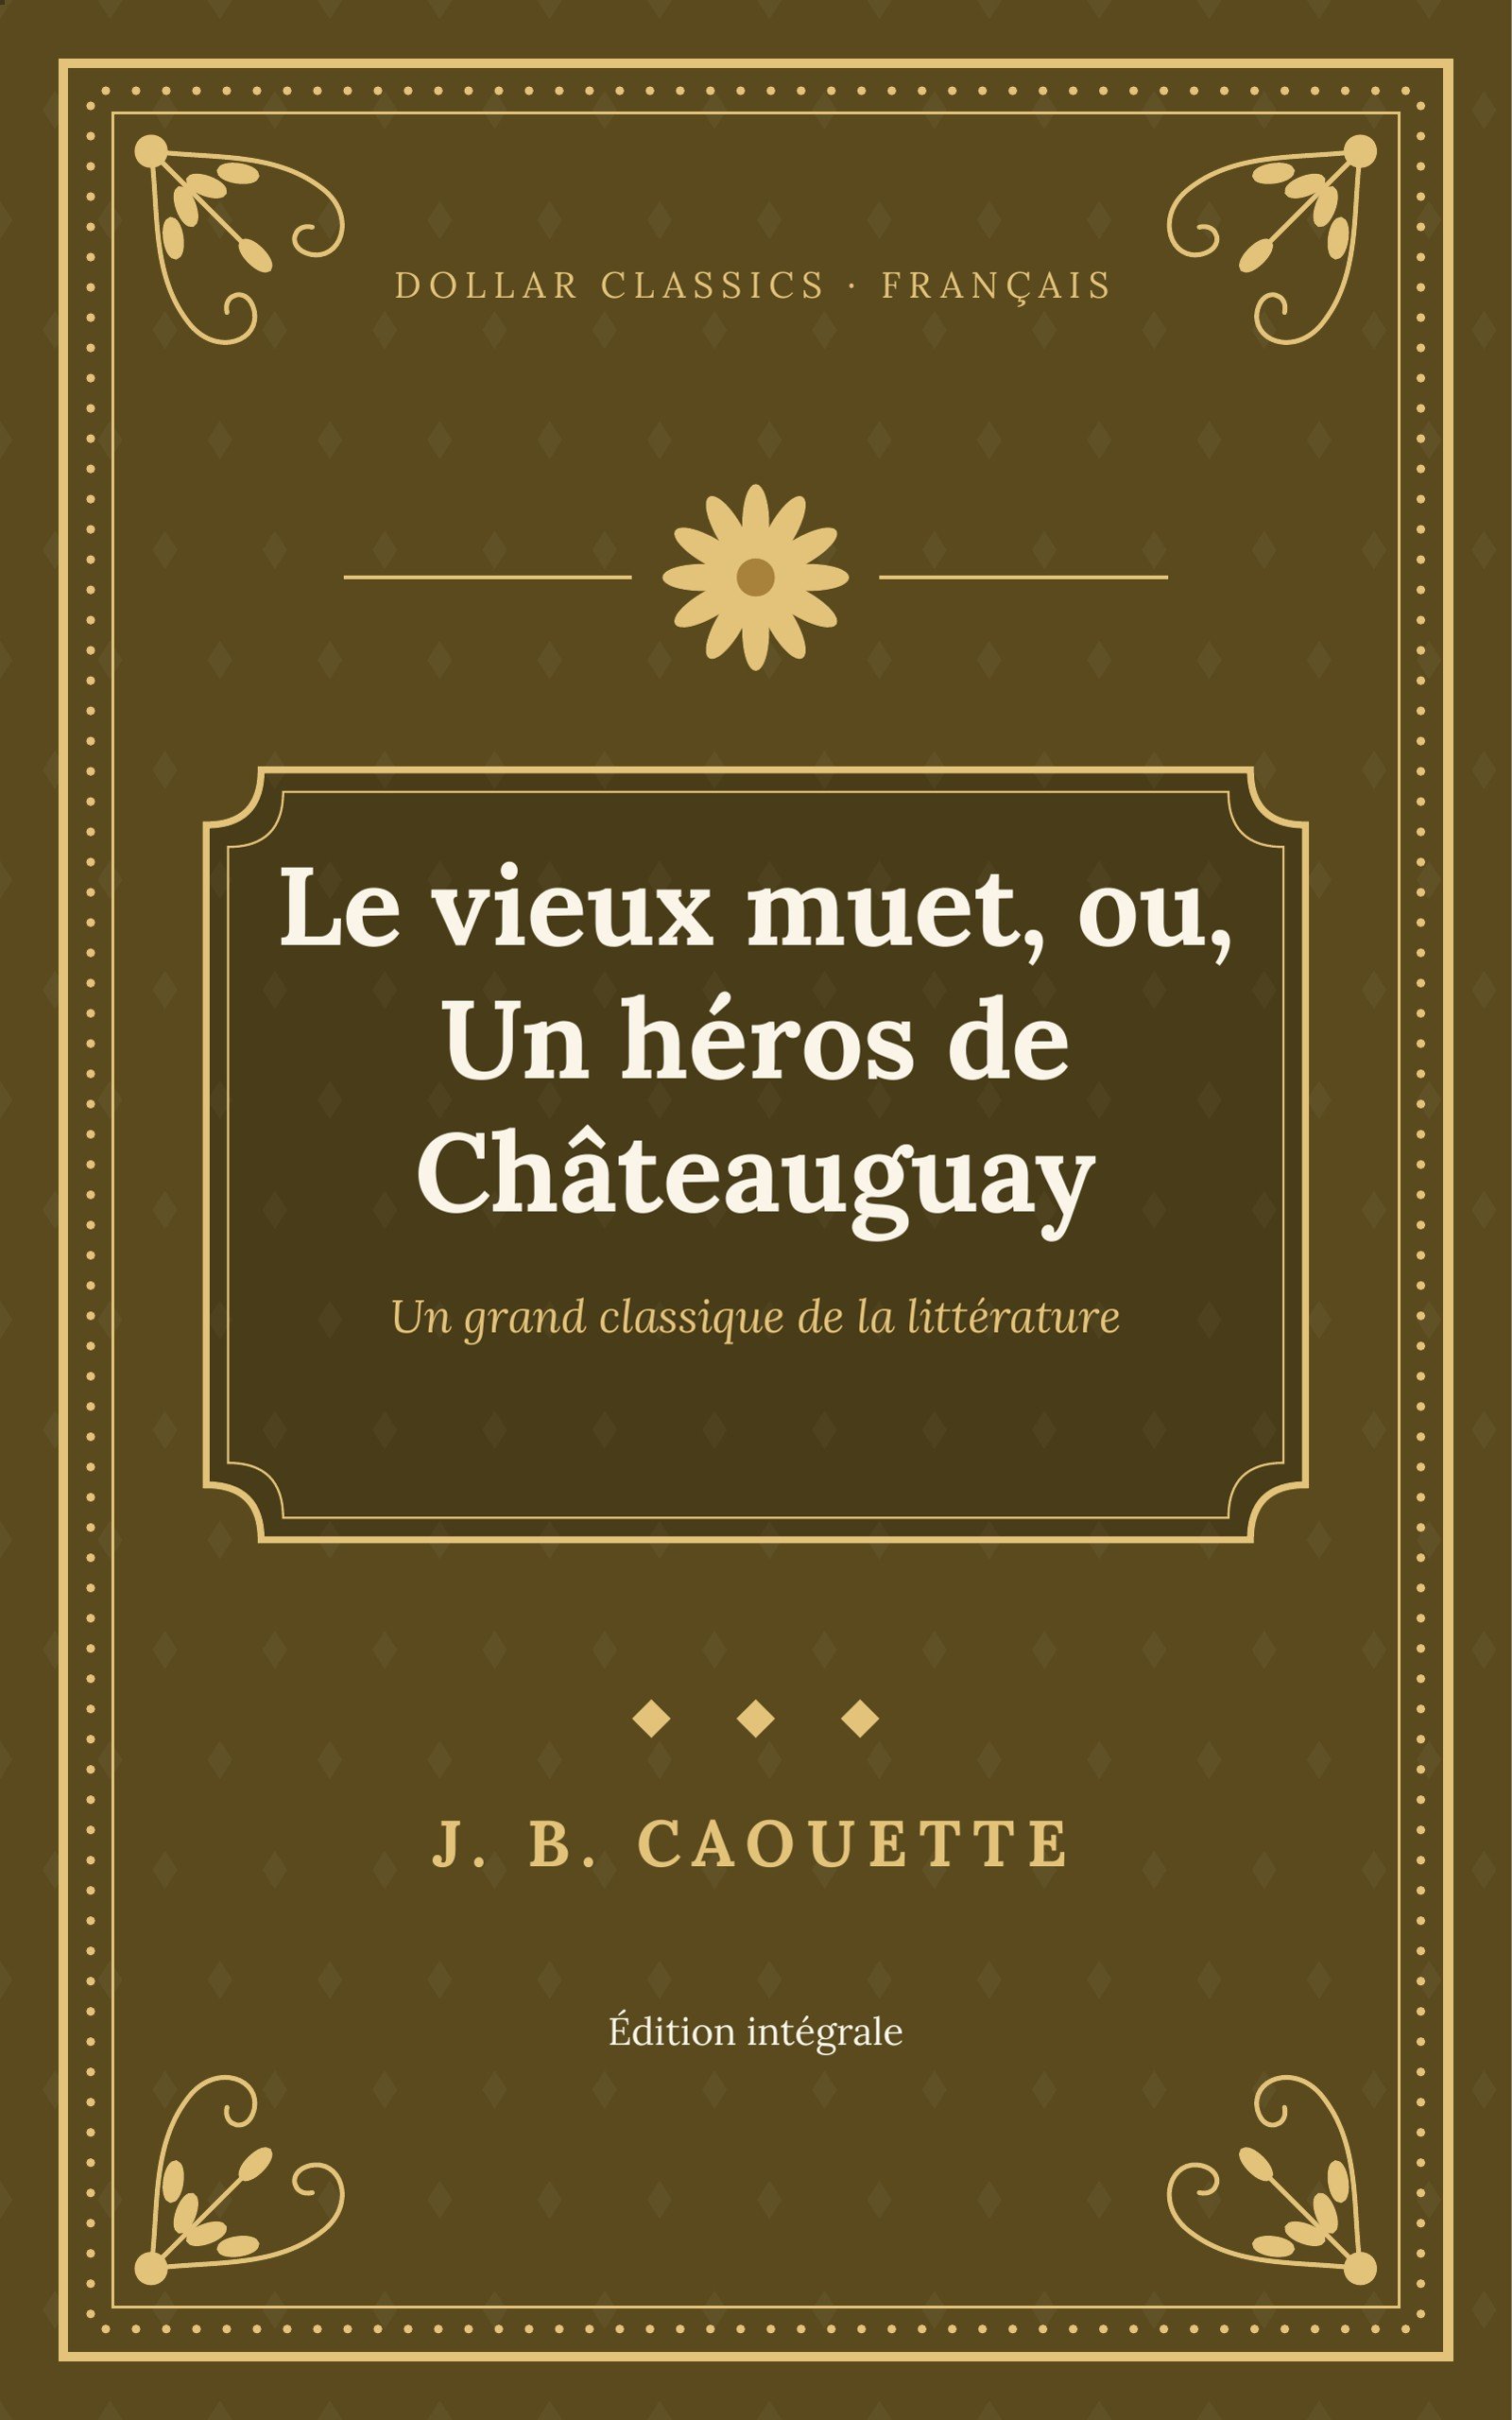 DOLLAR CLASSICS · FRANÇAIS
Le vieux muet, ou,
Un héros de
Châteauguay
Un grand classique de la littérature
J. B. CAOUETTE
Édition intégrale